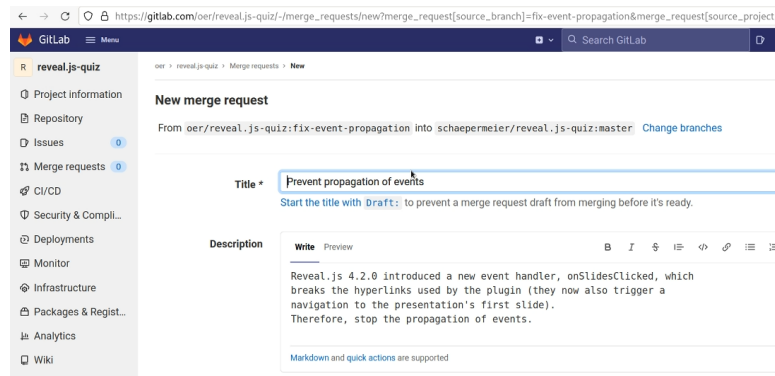 https://gitlab.com/oer/reveal.js-quiz/-/merge_requests/new?merge_request[source_branch]=fix-event-propagation&merge_request[source_project
GitLab Menu Search GitLab
R reveal.js-quiz
oer > reveal.js-quiz > Merge requests > New
Project information
New merge request
Repository
From oer/reveal.js-quiz:fix-event-propagation into schaepermeier/reveal.js-quiz:master Change branches
Issues 0
Merge requests 0
Title * Prevent propagation of events
CI/CD
Start the title with Draft: to prevent a merge request draft from merging before it's ready.
Security & Compli...
Deployments
Description Write Preview
Monitor
Reveal.js 4.2.0 introduced a new event handler, onSlidesClicked, which
Infrastructure
breaks the hyperlinks used by the plugin (they now also trigger a
navigation to the presentation's first slide).
Packages & Regist...
Therefore, stop the propagation of events.
Analytics
Wiki
Markdown and quick actions are supported